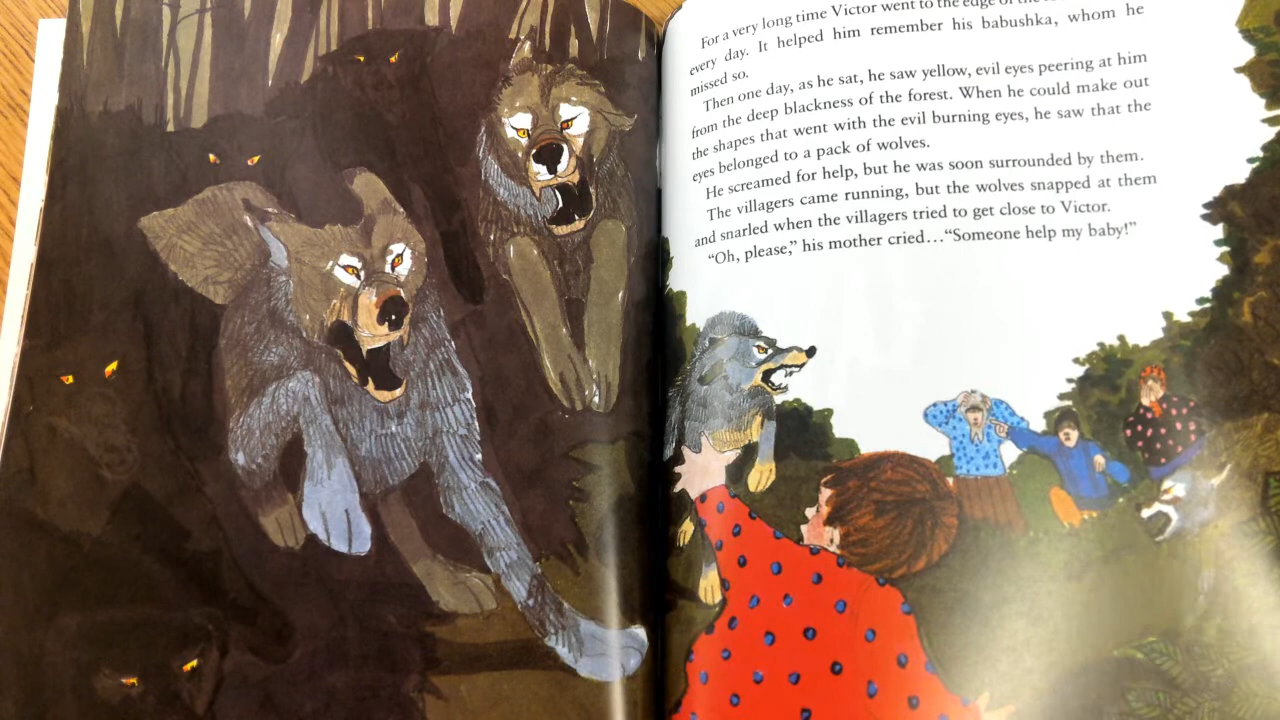 For a very long time Victor went to the edge of the
every day. It helped him remember his babushka, whom he
missed so.
Then one day, as he sat, he saw yellow, evil eyes peering at him
from the deep blackness of the forest. When he could make out
the shapes that went with the evil burning eyes, he saw that the
eyes belonged to a pack of wolves.
He screamed for help, but he was soon surrounded by them.
The villagers came running, but the wolves snapped at them
and snarled when the villagers tried to get close to Victor.
“Oh, please,” his mother cried…“Someone help my baby!”